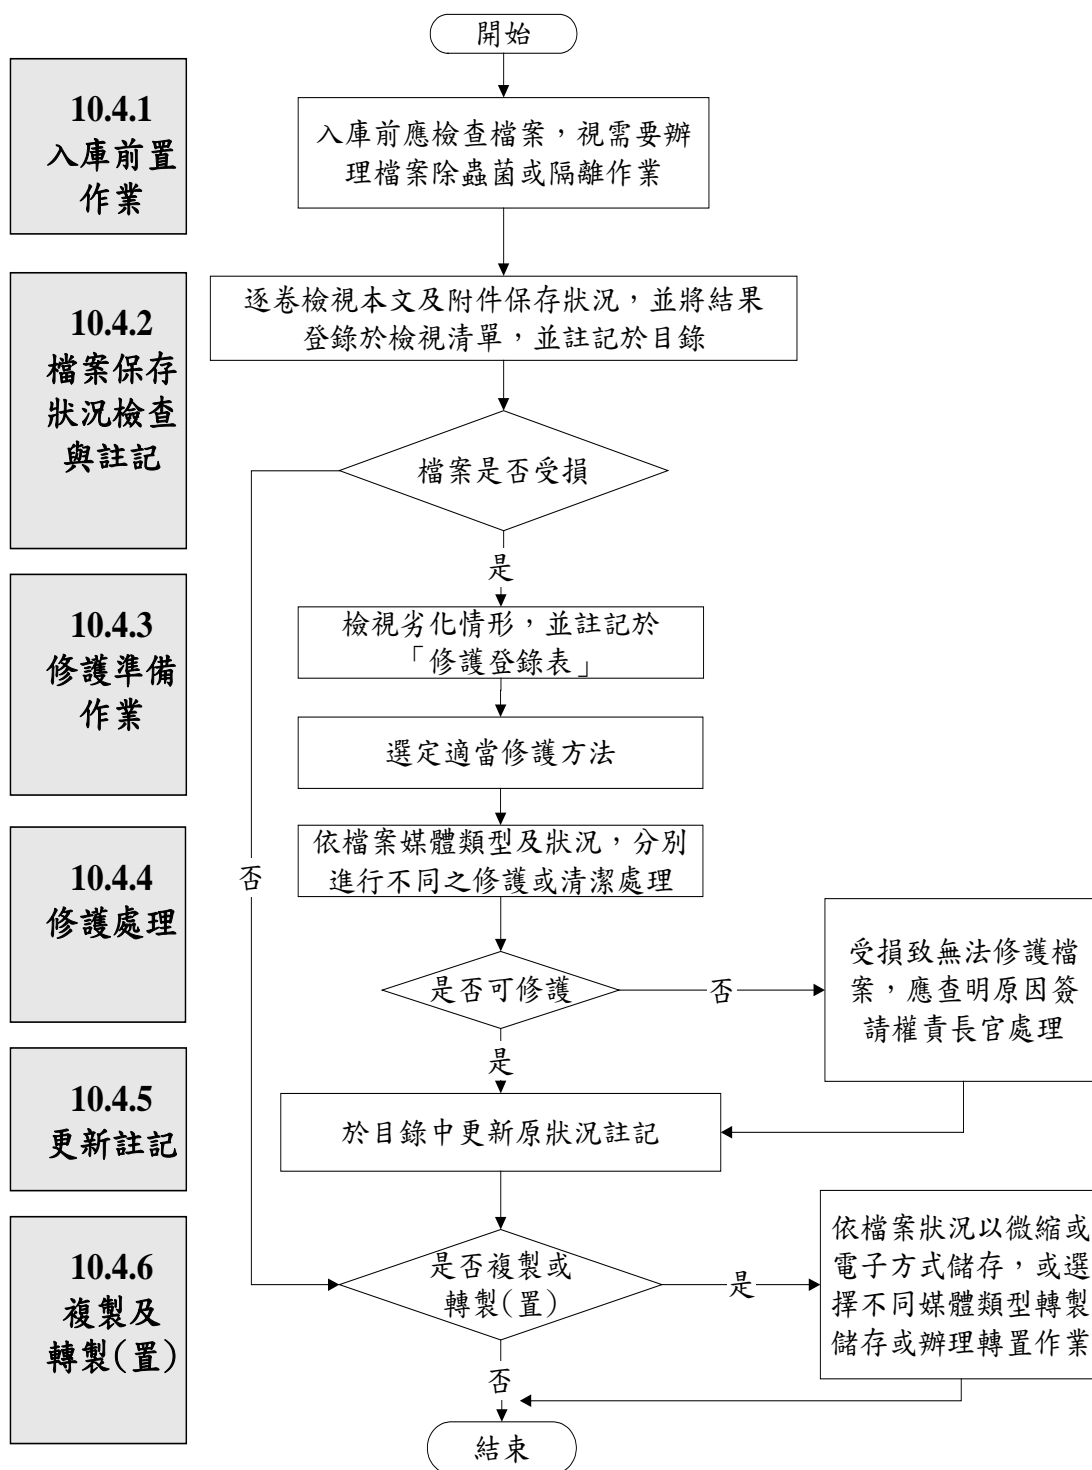 開始
10.4.1
入庫前置
作業
入庫前應檢查檔案，視需要辦
理檔案除蟲菌或隔離作業
10.4.2
檔案保存
狀況檢查
與註記
逐卷檢視本文及附件保存狀況，並將結果
登錄於檢視清單，並註記於目錄
檔案是否受損
是
否
10.4.3
修護準備
作業
檢視劣化情形，並註記於
「修護登錄表」
選定適當修護方法
10.4.4
修護處理
依檔案媒體類型及狀況，分別
進行不同之修護或清潔處理
是否可修護
否
受損致無法修護檔
案，應查明原因簽
請權責長官處理
是
10.4.5
更新註記
於目錄中更新原狀況註記
10.4.6
複製及
轉製(置)
是否複製或
轉製(置)
是
依檔案狀況以微縮或
電子方式儲存，或選
擇不同媒體類型轉製
儲存或辦理轉置作業
否
結束